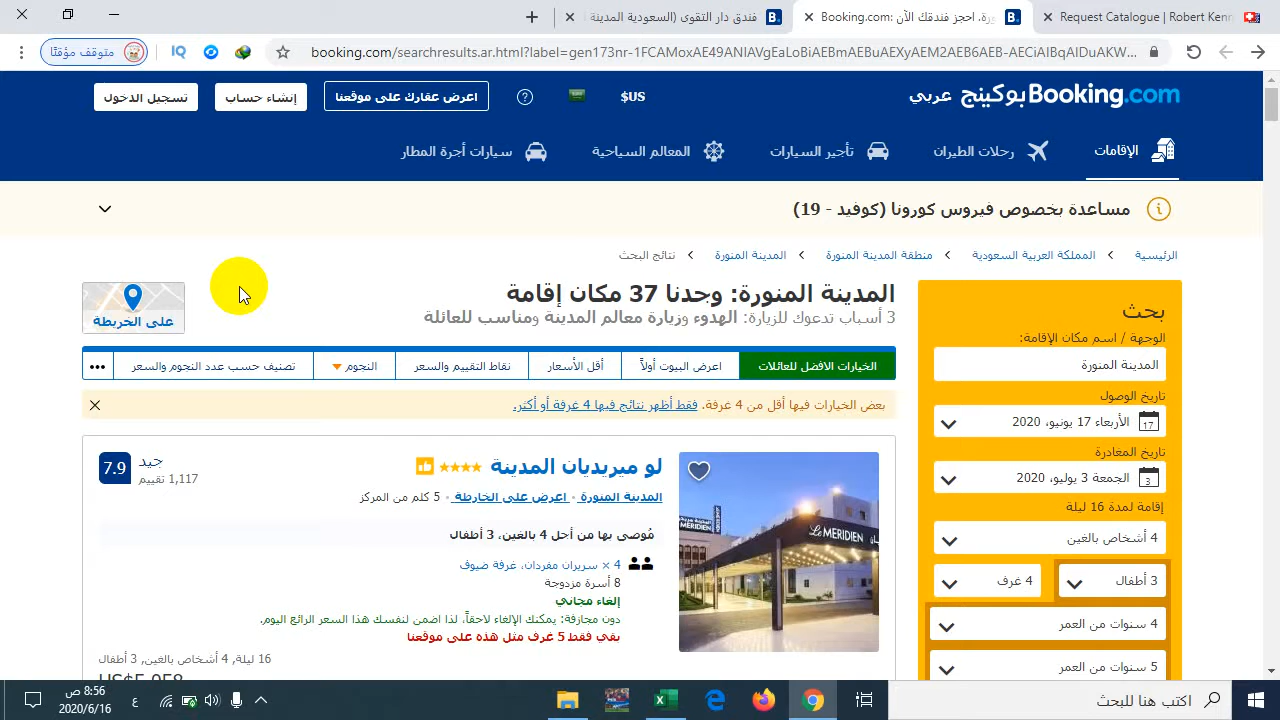 Request Catalogue | Robert Kenn
Booking.com: رة. احجز فندقك الآن
فندق دار التقوى (السعودية المدينة
booking.com/searchresults.ar.html?label=gen173nr-1FCAMoxAE49ANIAVgEaLoBiAEBmAEBuAEXyAEM2AEB6AEB-AECiAIBqAIDuAKW...
متوقف مؤقتًا
Booking.com بوكينج عربي
US$
اعرض عقارك على موقعنا
إنشاء حساب
تسجيل الدخول
الإقامات
رحلات الطيران
تأجير السيارات
المعالم السياحية
سيارات أجرة المطار
مساعدة بخصوص فيروس كورونا (كوفيد - 19)
الرئيسية
المملكة العربية السعودية
منطقة المدينة المنورة
المدينة المنورة
نتائج البحث
بحث
الوجهة / اسم مكان الإقامة:
المدينة المنورة
تاريخ الوصول
17
الأربعاء 17 يونيو، 2020
تاريخ المغادرة
3
الجمعة 3 يوليو، 2020
إقامة لمدة 16 ليلة
4 أشخاص بالغين
3 أطفال
4 غرف
4 سنوات من العمر
5 سنوات من العمر
المدينة المنورة: وجدنا 37 مكان إقامة
3 أسباب تدعوك للزيارة: الهدوء وزيارة معالم المدينة ومناسب للعائلة
على الخريطة
الخيارات الافضل للعائلات
اعرض البيوت أولاً
أقل الأسعار
نقاط التقييم والسعر
النجوم
تصنيف حسب عدد النجوم والسعر
بعض الخيارات فيها أقل من 4 غرفة. فقط أظهر نتائج فيها 4 غرفة أو أكثر.
Le MERIDIEN
MERIDIEN
لو ميريديان المدينة
جيد
7.9
1,117 تقييم
المدينة المنورة
اعرض على الخارطة
5 كلم من المركز
مُوصى بها من أجل 4 بالغين، 3 أطفال
4 × سريران مفردان، غرفة ضيوف
8 أسرة مزدوجة
إلغاء مجاني
دون مجازفة: يمكنك الإلغاء لاحقاً، لذا اضمن لنفسك هذا السعر الرائع اليوم.
بقي فقط 5 غرف مثل هذه على موقعنا
16 ليلة, 4 أشخاص بالغين, 3 أطفال
اكتب هنا للبحث
ع
8:56 ص
2020/6/16